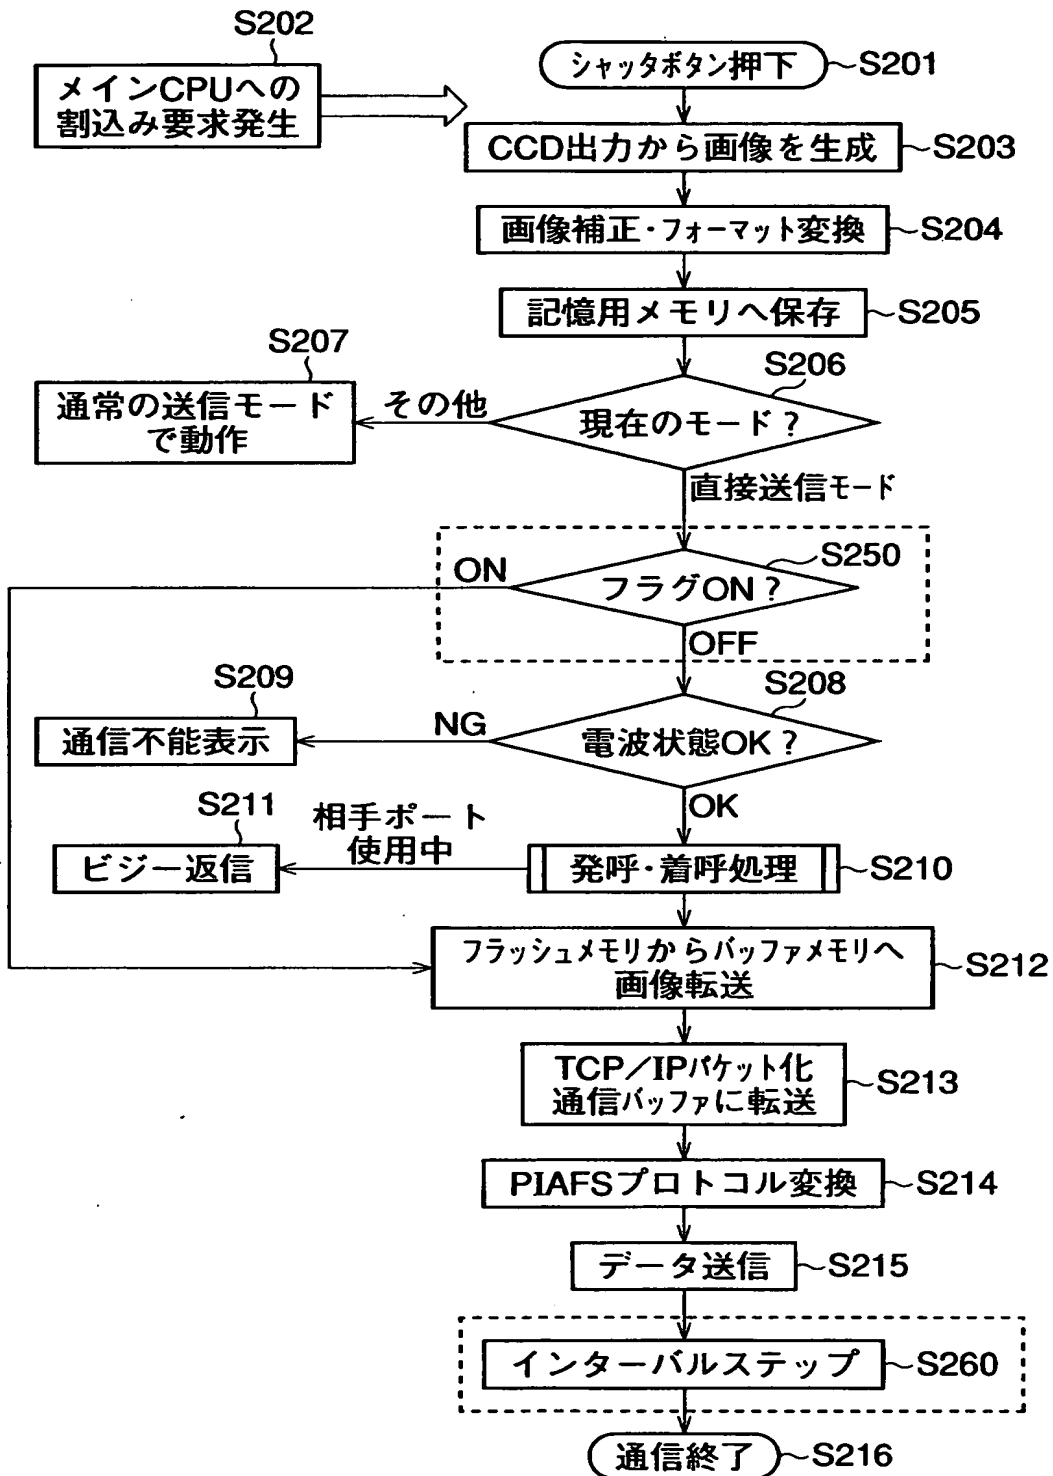 S202
メインCPUへの
割込み要求発生
シャッタボタン押下
S201
CCD出力から画像を生成
S203
画像補正・フォーマット変換
S204
記憶用メモリへ保存
S205
S207
通常の送信モード
で動作
その他
S206
現在のモード?
直接送信モード
ON
S250
フラグON?
OFF
S209
通信不能表示
NG
S208
電波状態OK?
OK
S211
ビジー返信
相手ポート
使用中
発呼・着呼処理
S210
フラッシュメモリからバッファメモリへ
画像転送
S212
TCP/IPパケット化
通信バッファに転送
S213
PIAFSプロトコル変換
S214
データ送信
S215
インターバルステップ
S260
通信終了
S216